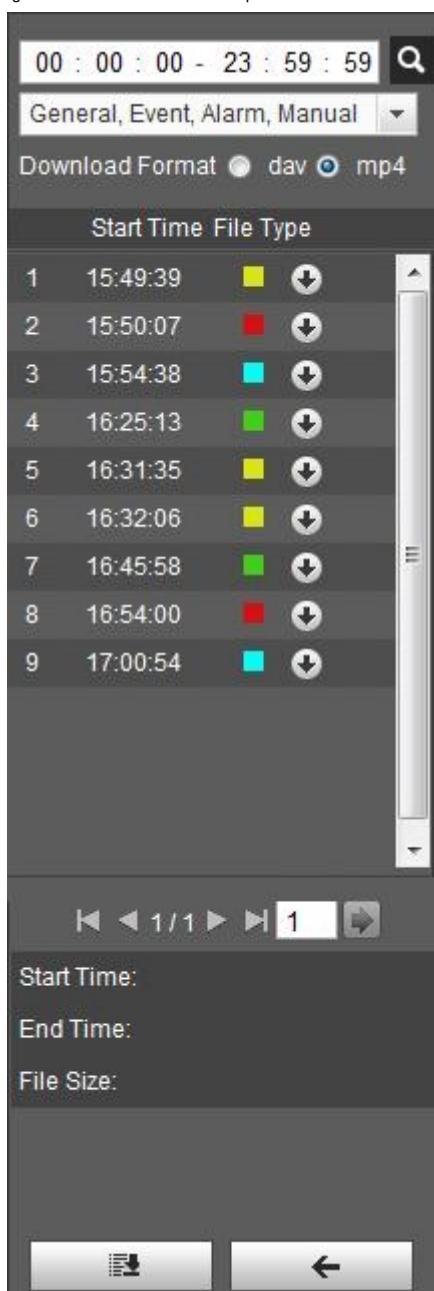 00 : 00 : 00 - 23 : 59 : 59
General, Event, Alarm, Manual
Download Format dav mp4
Start Time File Type
1 15:49:39
2 15:50:07
3 15:54:38
4 16:25:13
5 16:31:35
6 16:32:06
7 16:45:58
8 16:54:00
9 17:00:54
1 / 1 1
Start Time:
End Time:
File Size: